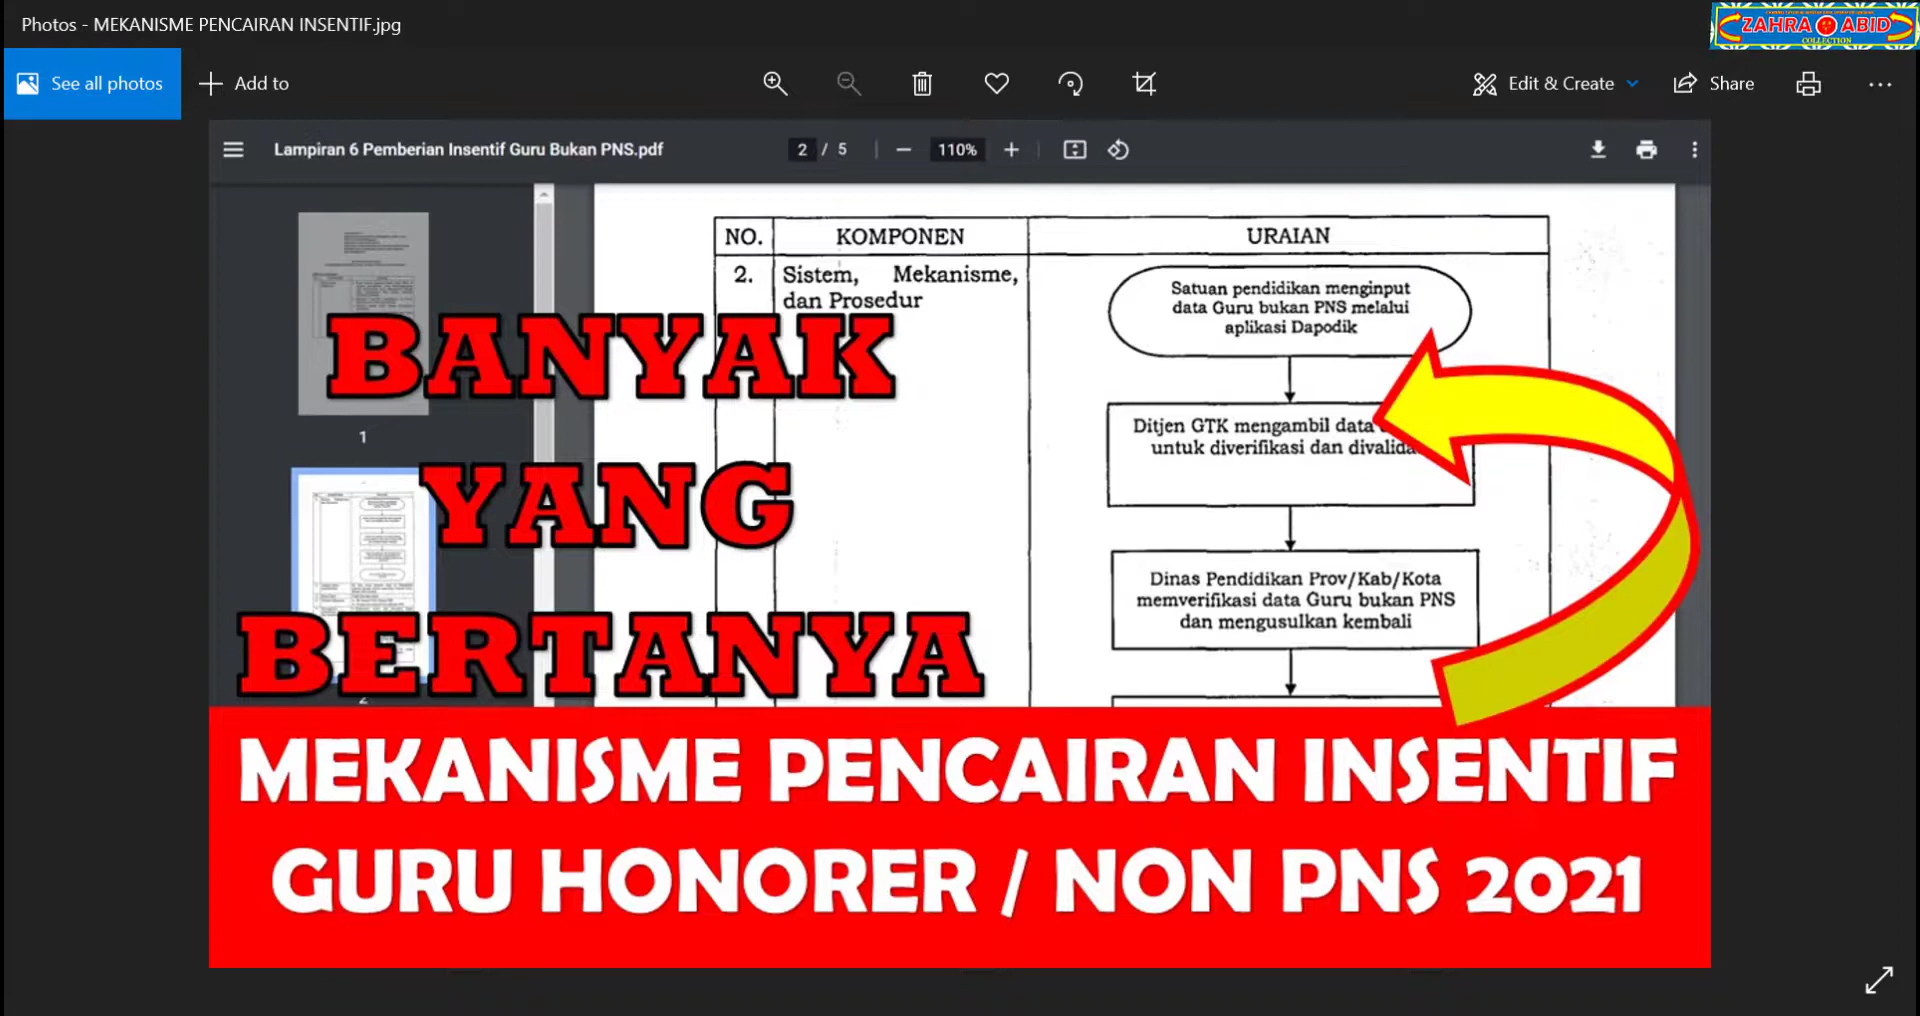 Photos - MEKANISME PENCAIRAN INSENTIF.jpg
ZAHRA ABID
COLLECTION
See all photos
Add to
Edit & Create
Share
Lampiran 6 Pemberian Insentif Guru Bukan PNS.pdf
2 / 5
110%
NO.
KOMPONEN
URAIAN
2.
Sistem, Mekanisme,
dan Prosedur
Satuan pendidikan menginput
data Guru bukan PNS melalui
aplikasi Dapodik
Ditjen GTK mengambil data
untuk diverifikasi dan
Dinas Pendidikan Prov/Kab/Kota
memverifikasi data Guru bukan PNS
dan mengusulkan kembali
1
2
BANYAK
YANG
BERTANYA
MEKANISME PENCAIRAN INSENTIF
GURU HONORER / NON PNS 2021